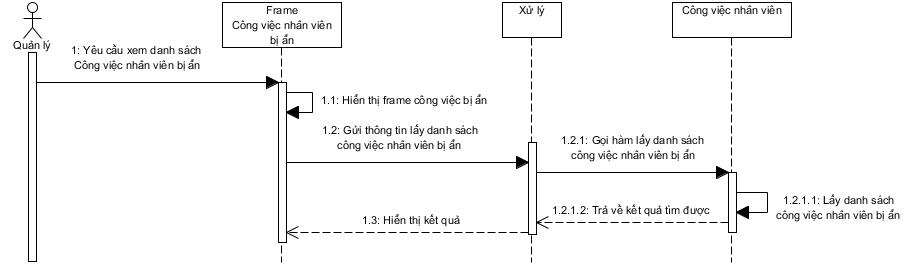 Frame
Công việc nhân viên
bị ẩn
Xử lý
Công việc nhân viên
Quản lý
1: Yêu cầu xem danh sách
Công việc nhân viên bị ẩn
1.1: Hiển thị frame công việc bị ẩn
1.2: Gửi thông tin lấy danh sách
công việc nhân viên bị ẩn
1.2.1: Gọi hàm lấy danh sách
công việc nhân viên bị ẩn
1.2.1.1: Lấy danh sách
công việc nhân viên bị ẩn
1.2.1.2: Trả về kết quả tìm được
1.3: Hiển thị kết quả